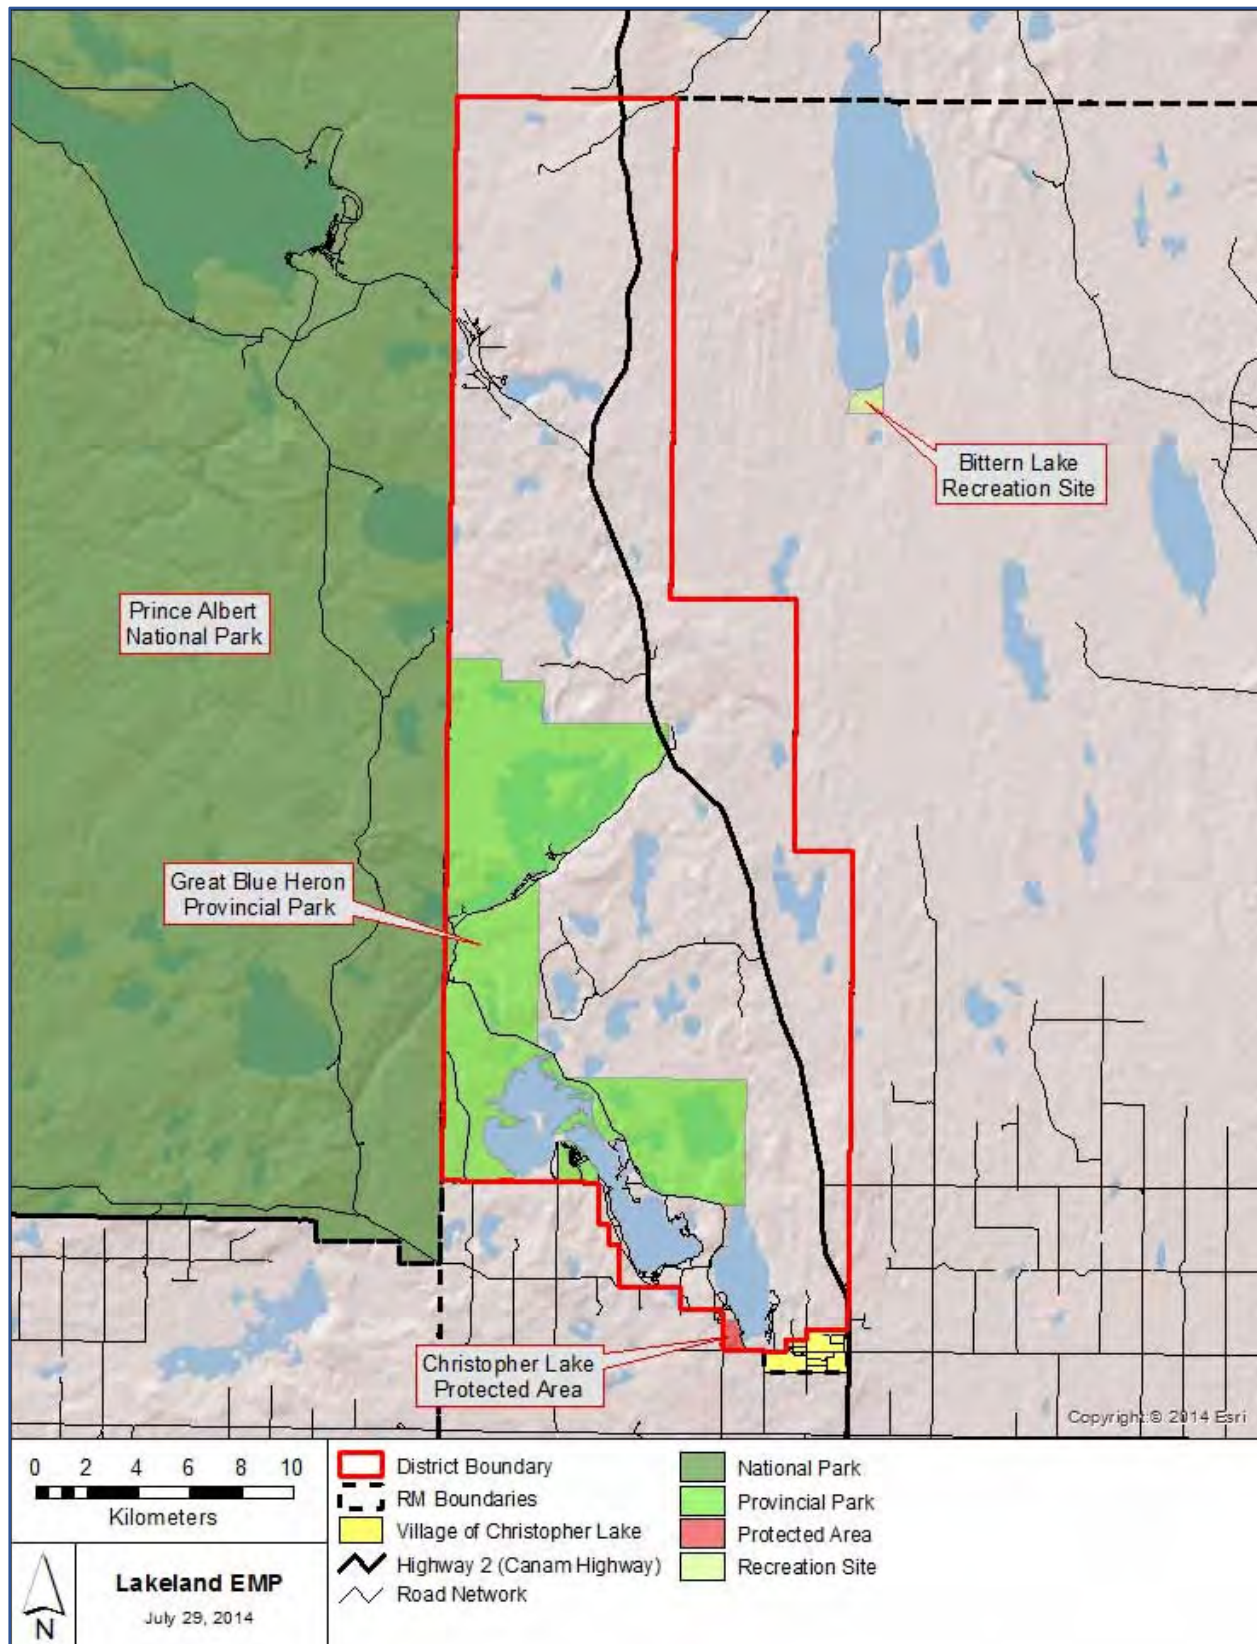 Bittern Lake
Recreation Site
Prince Albert
National Park
Great Blue Heron
Provincial Park
Christopher Lake
Protected Area
Copyright:© 2014 Esri
0 2 4 6 8 10
Kilometers
N
Lakeland EMP
July 29, 2014
District Boundary
RM Boundaries
Village of Christopher Lake
Highway 2 (Canam Highway)
Road Network
National Park
Provincial Park
Protected Area
Recreation Site